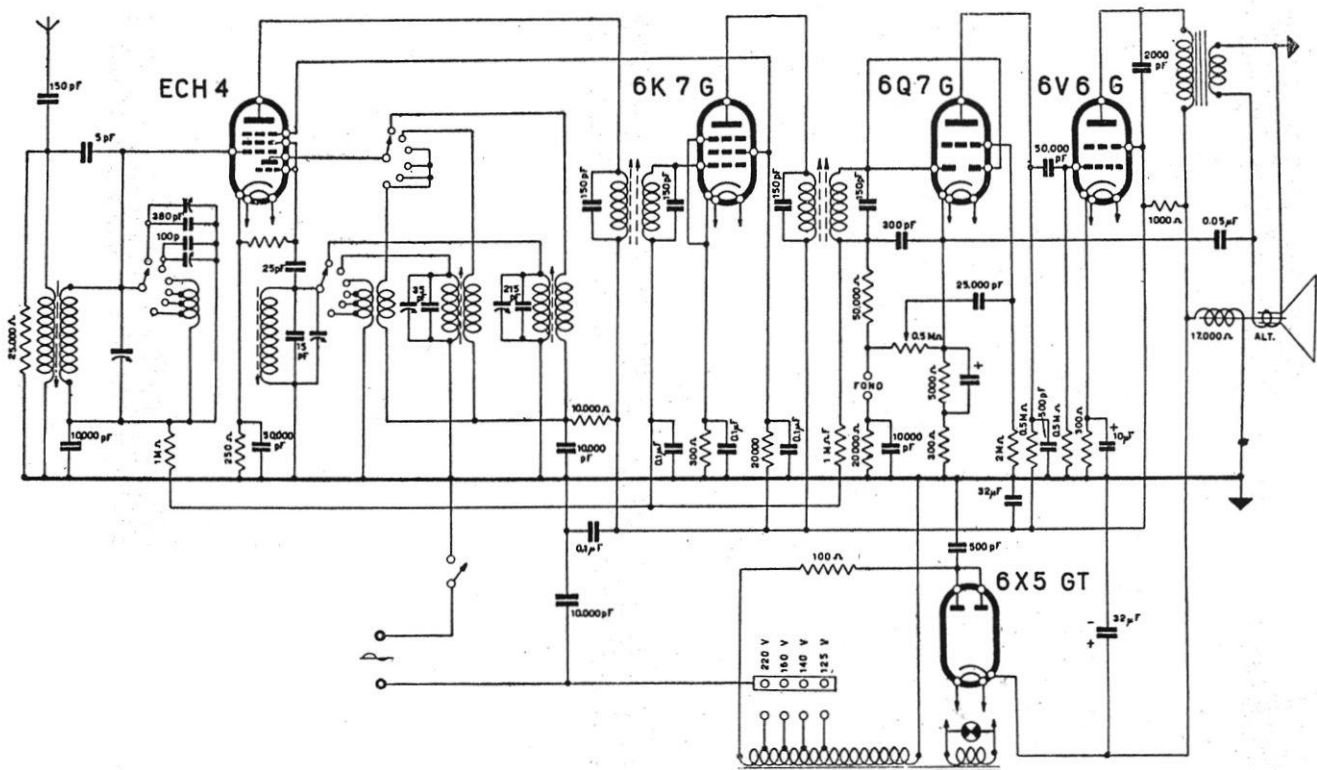 ECH 4
6K7G
6Q7G
6V6 G
2000 pF
150 pF
5 pF
380 pF
100 p
25 pF
15 pF
35 pF
215 pF
25.000 Ω
10.000 pF
1 MΩ
250 Ω
50.000 pF
150 pF
150 pF
150 pF
150 pF
300 pF
50.000 Ω
25.000 pF
0.5 MΩ
FONO
5000 Ω
+
50.000 pF
1000 Ω
0.05 µF
17.000 Ω
ALT.
10.000 Ω
10.000 pF
0.1 µF
300 Ω
0.1 µF
20000
0.1 µF
1 MΩ
20000 Ω
10000 pF
300 Ω
2 MΩ
0.5 MΩ
500 pF
0.5 MΩ
300 Ω
+
10 µF
32 µF
0.1 µF
500 pF
100 Ω
6X5 GT
10.000 pF
220 V
160 V
140 V
125 V
-
+
32 µF